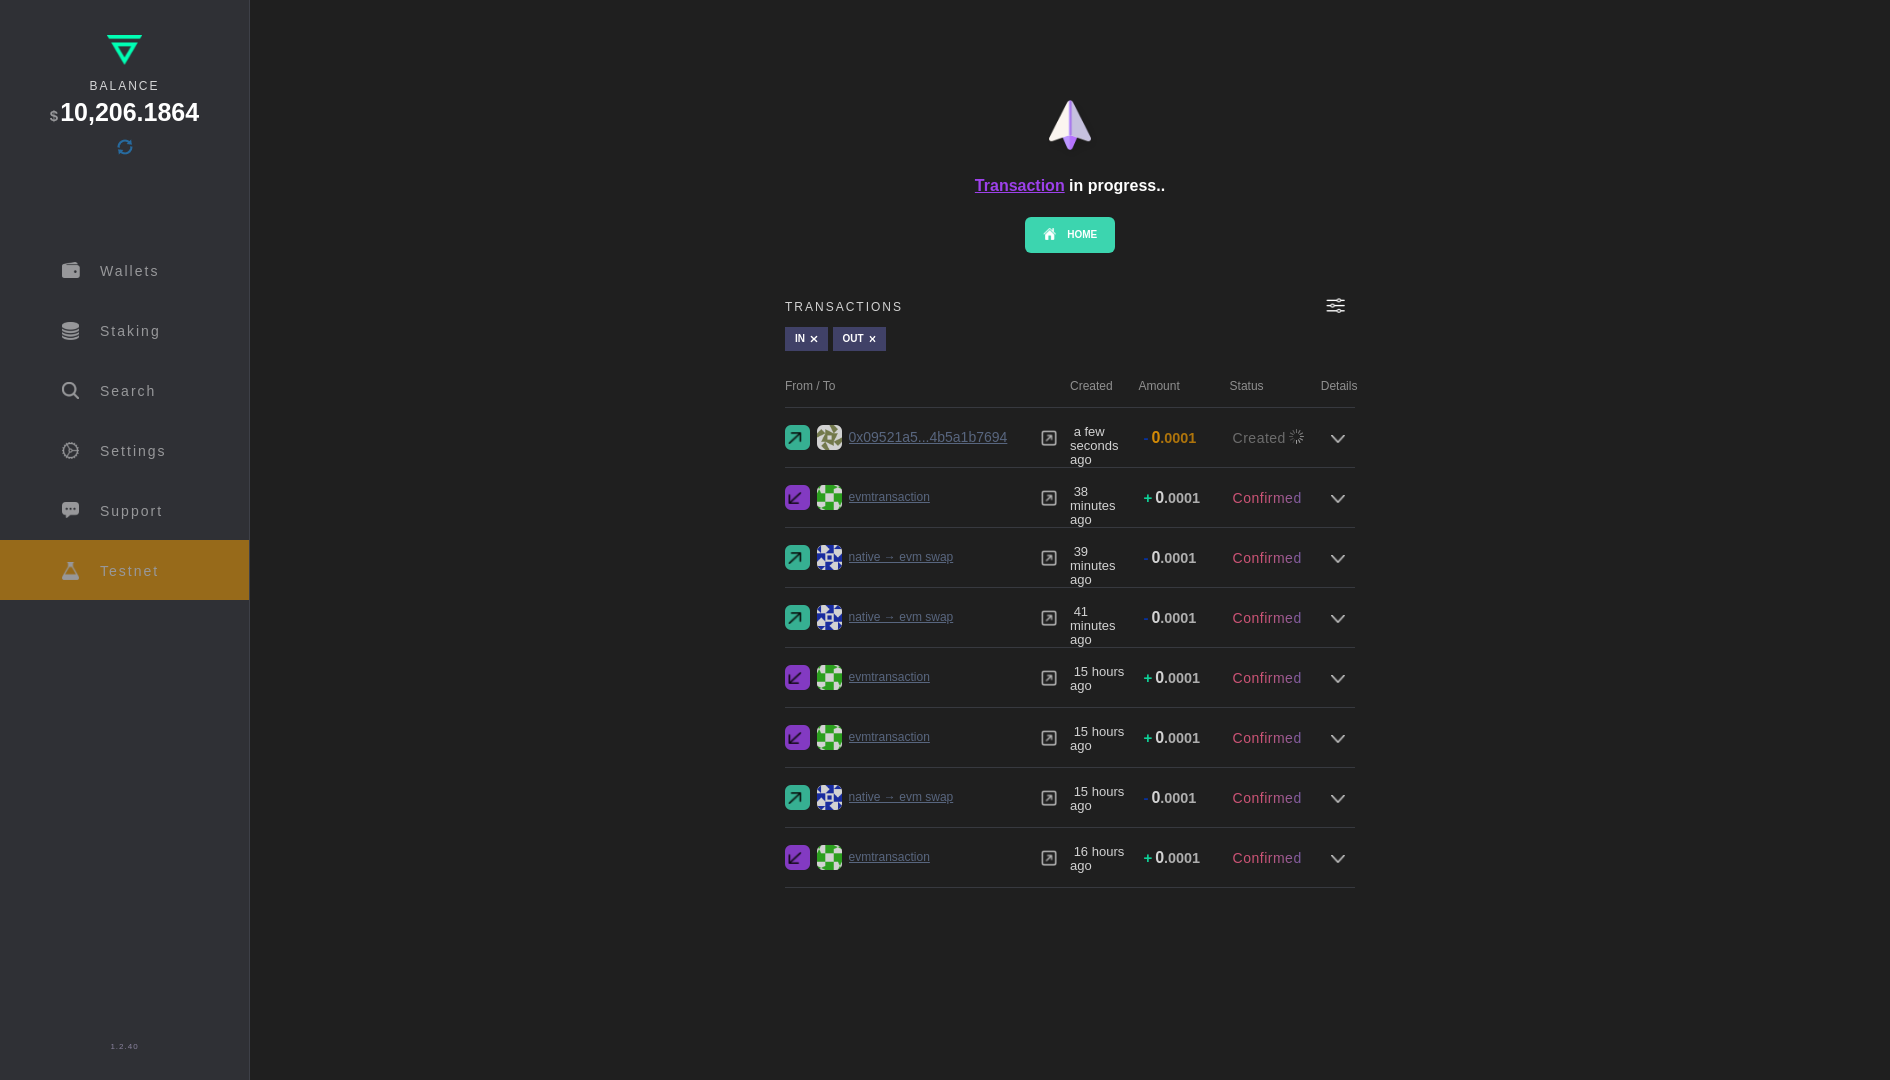 BALANCE
$10,206.1864
Wallets
Staking
Search
Settings
Support
Testnet
1.2.40
Transaction in progress..
HOME
TRANSACTIONS
IN × OUT ×
From / To Created Amount Status Details
0x09521a5...4b5a1b7694 a few seconds ago - 0.0001 Created
evmtransaction 38 minutes ago + 0.0001 Confirmed
native → evm swap 39 minutes ago - 0.0001 Confirmed
native → evm swap 41 minutes ago - 0.0001 Confirmed
evmtransaction 15 hours ago + 0.0001 Confirmed
evmtransaction 15 hours ago + 0.0001 Confirmed
native → evm swap 15 hours ago - 0.0001 Confirmed
evmtransaction 16 hours ago + 0.0001 Confirmed